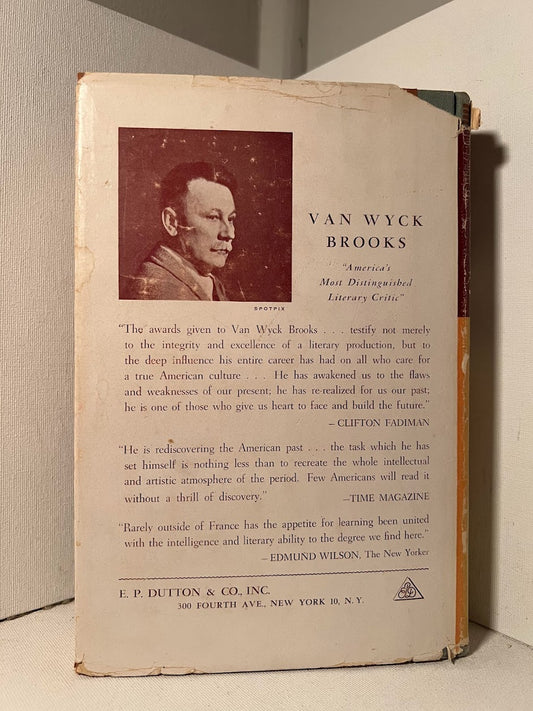 VAN WYCK
BROOKS
"America's
Most Distinguished
Literary Critic"
SPOTPIX
"The awards given to Van Wyck Brooks . . . testify not merely
to the integrity and excellence of a literary production, but to
the deep influence his entire career has had on all who care for
a true American culture . . . He has awakened us to the flaws
and weaknesses of our present; he has re-realized for us our past;
he is one of those who give us heart to face and build the future."
— CLIFTON FADIMAN
"He is rediscovering the American past . . . the task which he has
set himself is nothing less than to recreate the whole intellectual
and artistic atmosphere of the period. Few Americans will read it
without a thrill of discovery."
—TIME MAGAZINE
"Rarely outside of France has the appetite for learning been united
with the intelligence and literary ability to the degree we find here."
—EDMUND WILSON, The New Yorker
E. P. DUTTON & CO., INC.
300 FOURTH AVE., NEW YORK 10, N. Y.